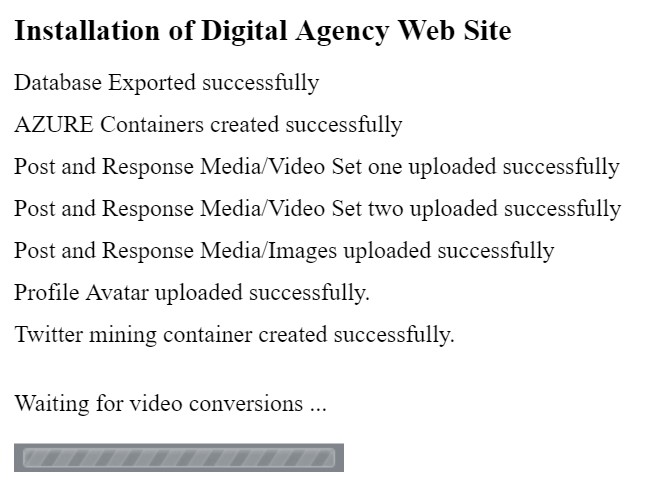 Installation of Digital Agency Web Site
Database Exported successfully
AZURE Containers created successfully
Post and Response Media/Video Set one uploaded successfully
Post and Response Media/Video Set two uploaded successfully
Post and Response Media/Images uploaded successfully
Profile Avatar uploaded successfully.
Twitter mining container created successfully.
Waiting for video conversions ...